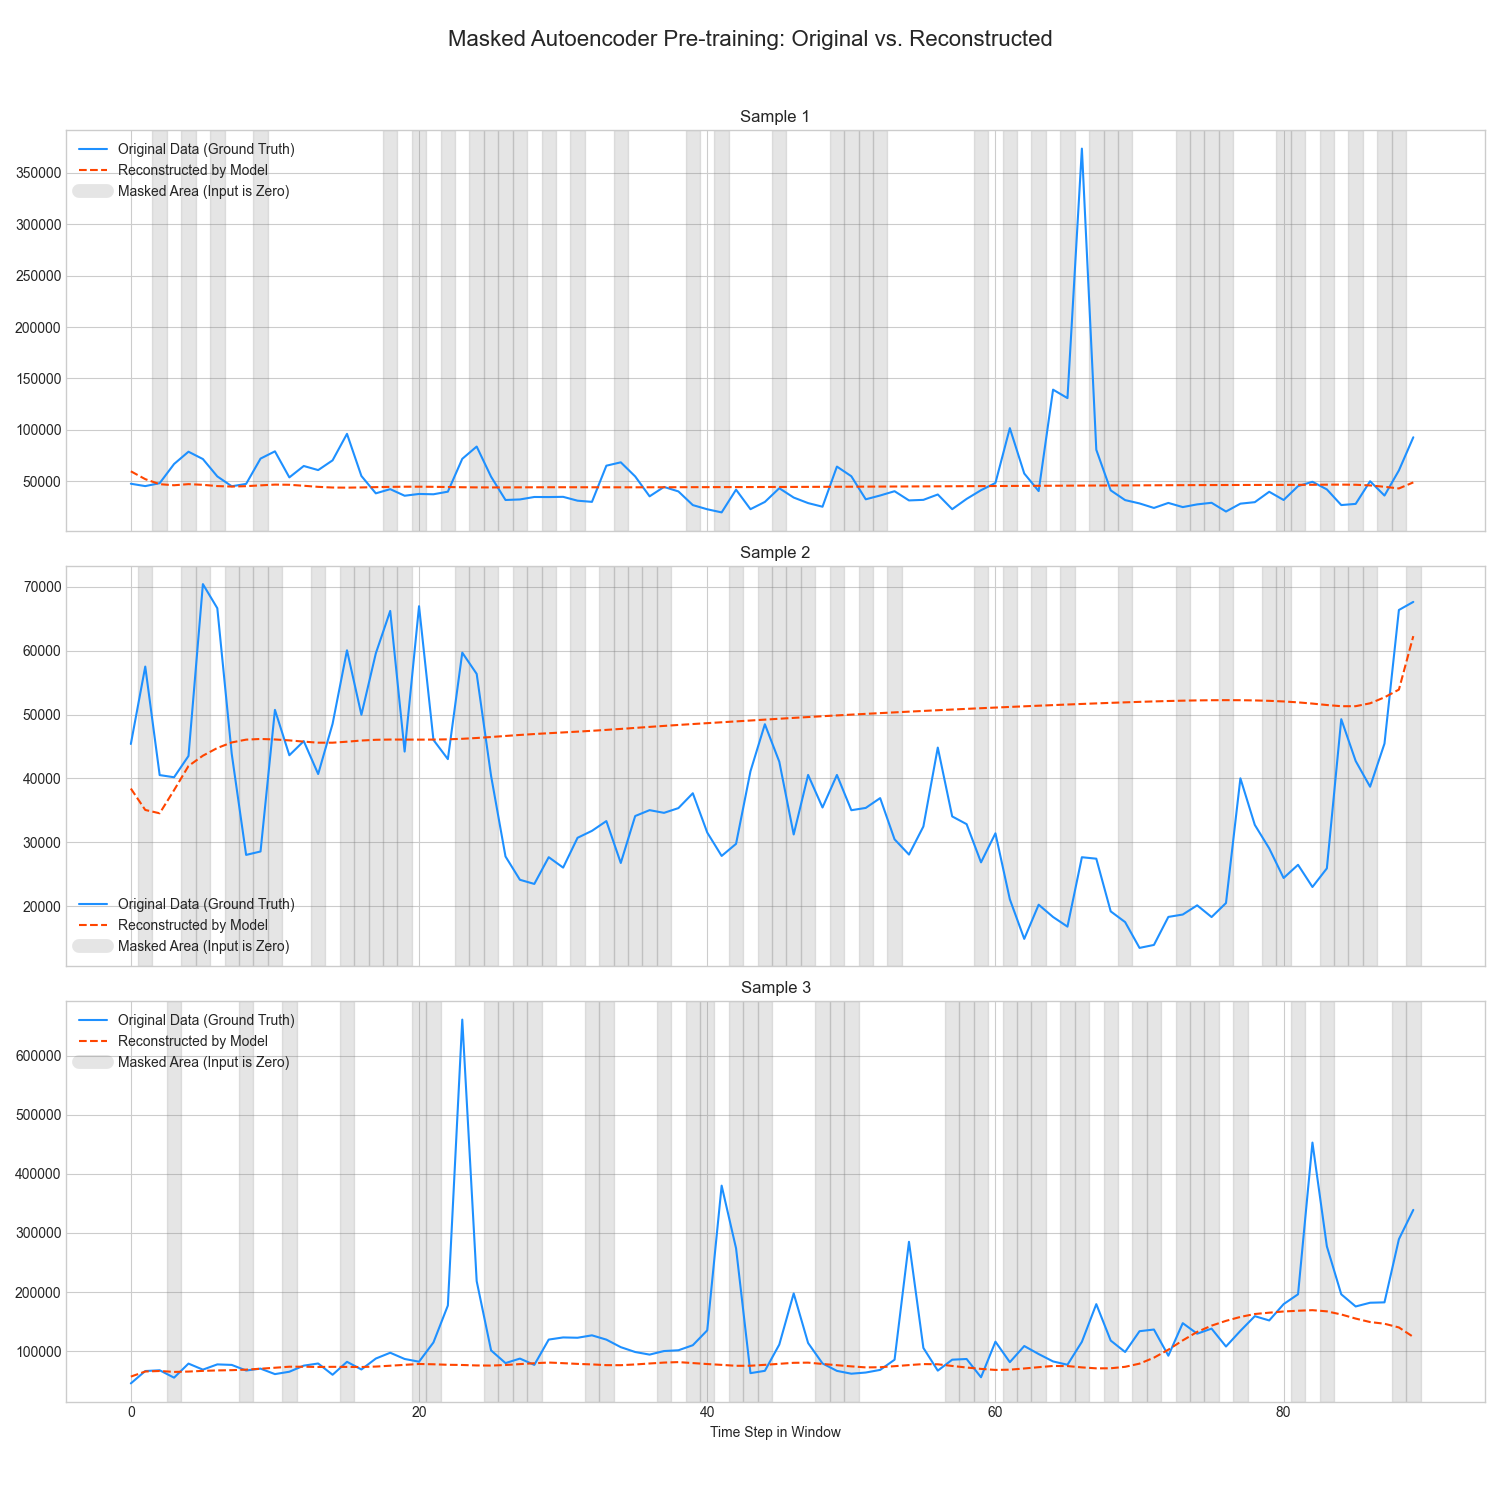 Masked Autoencoder Pre-training: Original vs. Reconstructed
Sample 1
Original Data (Ground Truth)
Reconstructed by Model
Masked Area (Input is Zero)
350000
300000
250000
200000
150000
100000
50000
Sample 2
70000
60000
50000
40000
30000
20000
Original Data (Ground Truth)
Reconstructed by Model
Masked Area (Input is Zero)
Sample 3
Original Data (Ground Truth)
Reconstructed by Model
Masked Area (Input is Zero)
600000
500000
400000
300000
200000
100000
0 20 40 60 80
Time Step in Window